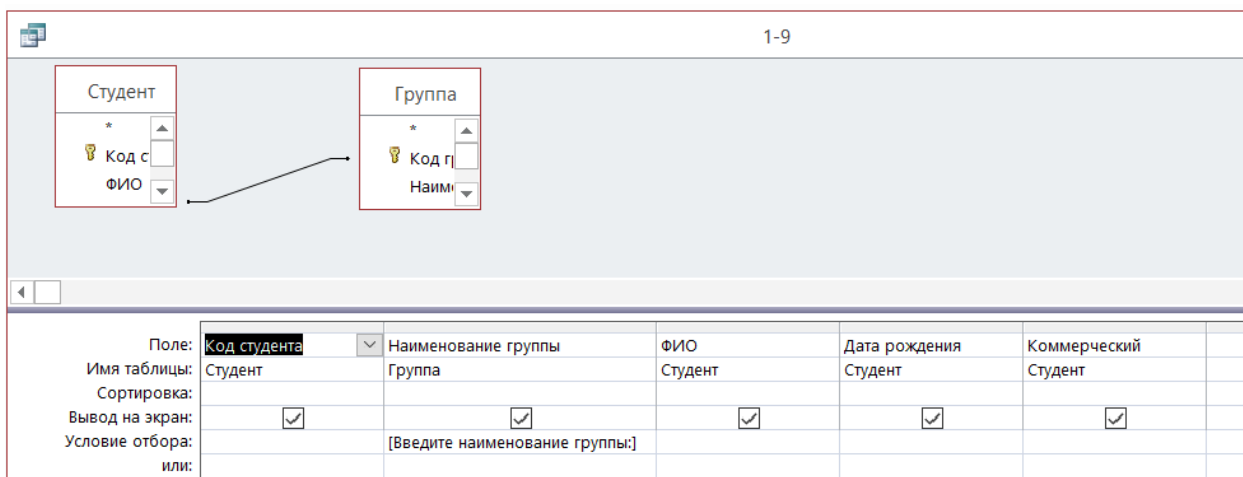 1-9
Студент
*
Код с
ФИО
Группа
*
Код г
Наим
Поле: Код студента Наименование группы ФИО Дата рождения Коммерческий
Имя таблицы: Студент Группа Студент Студент Студент
Сортировка:
Вывод на экран:
Условие отбора: [Введите наименование группы:]
или: